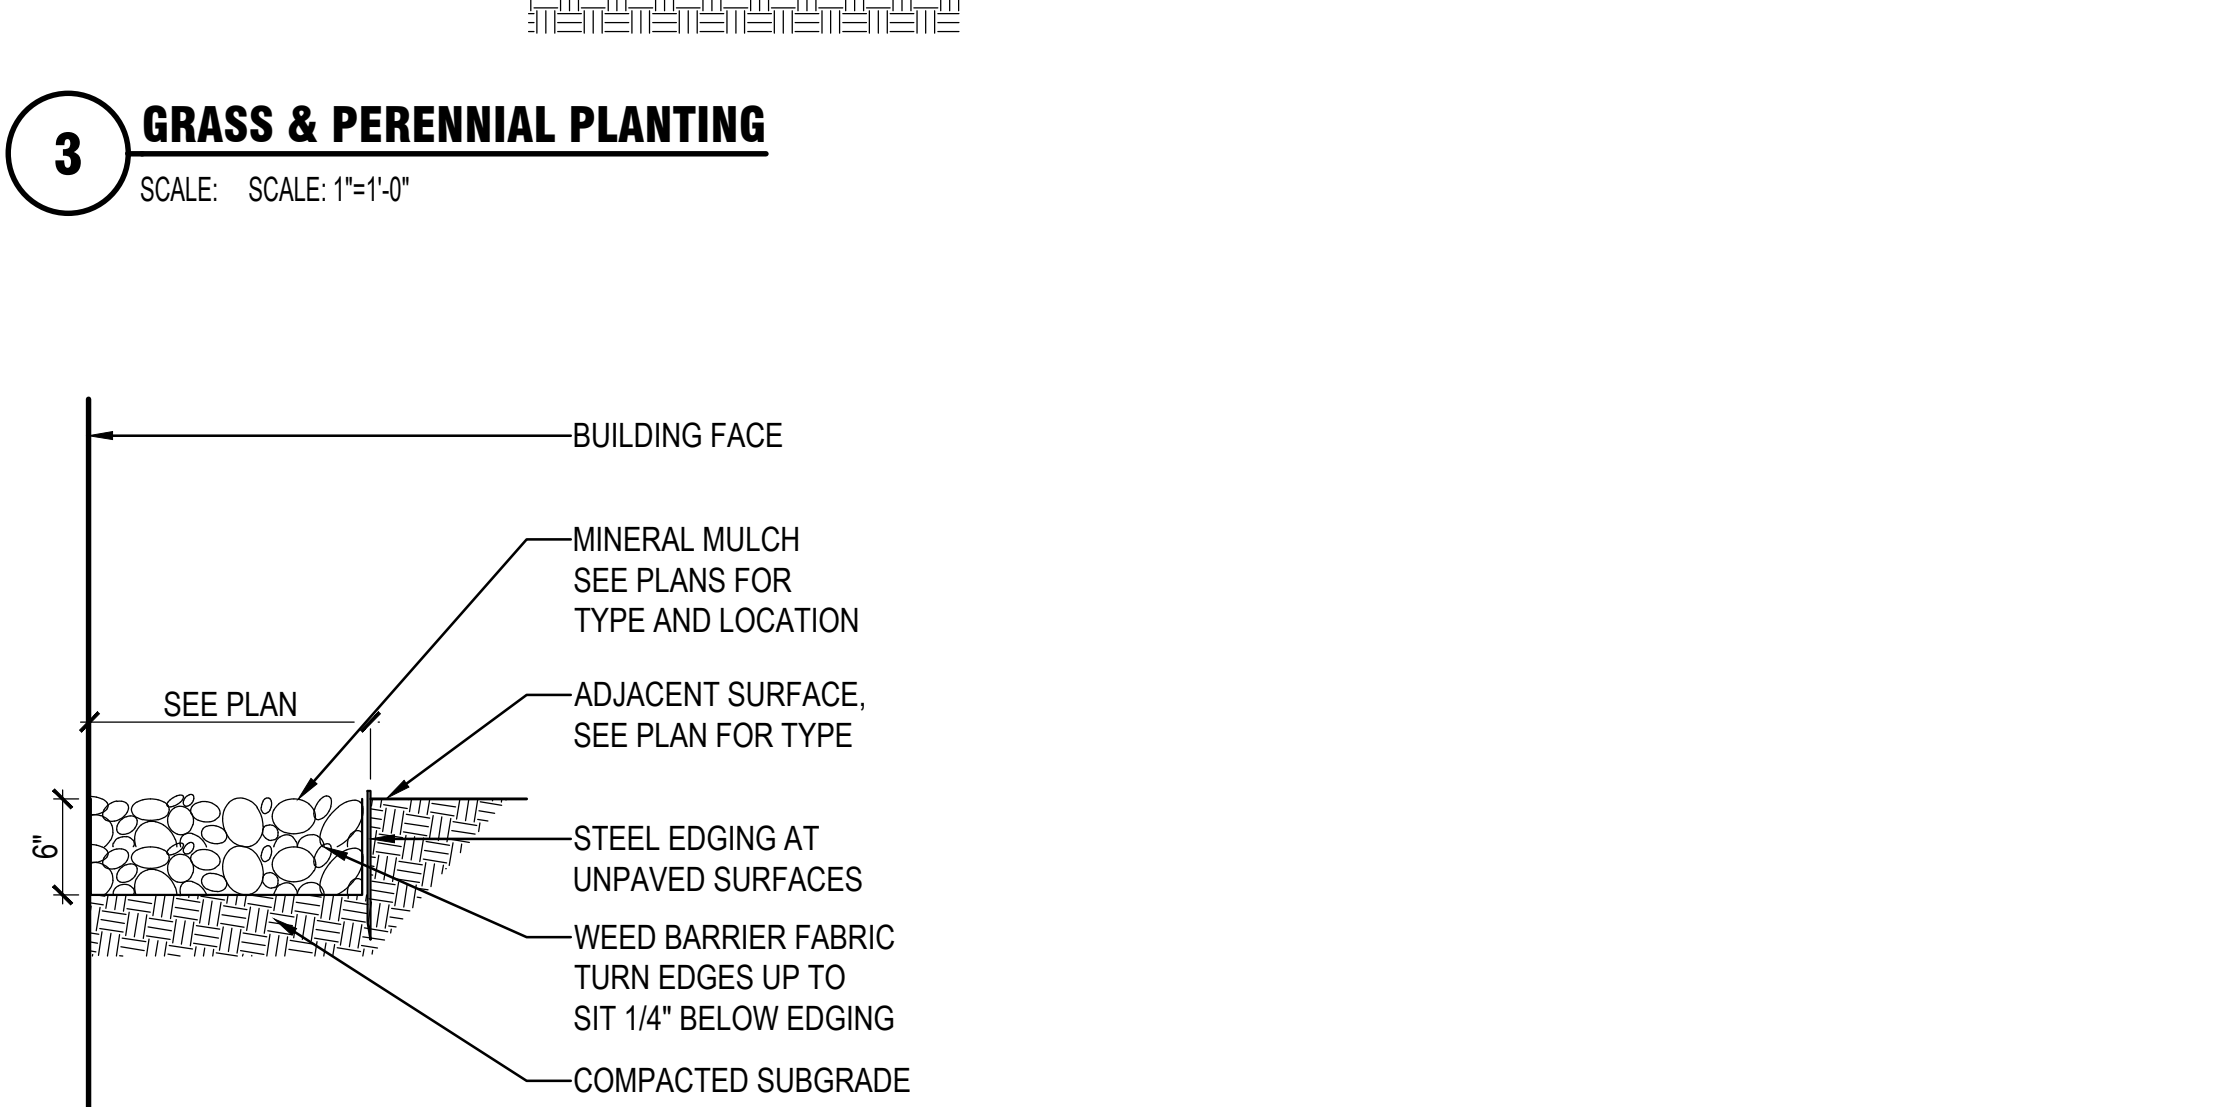 3
GRASS & PERENNIAL PLANTING
SCALE: SCALE: 1"=1'-0"
BUILDING FACE
MINERAL MULCH
SEE PLANS FOR
TYPE AND LOCATION
SEE PLAN
ADJACENT SURFACE,
SEE PLAN FOR TYPE
6"
STEEL EDGING AT
UNPAVED SURFACES
WEED BARRIER FABRIC
TURN EDGES UP TO
SIT 1/4" BELOW EDGING
COMPACTED SUBGRADE